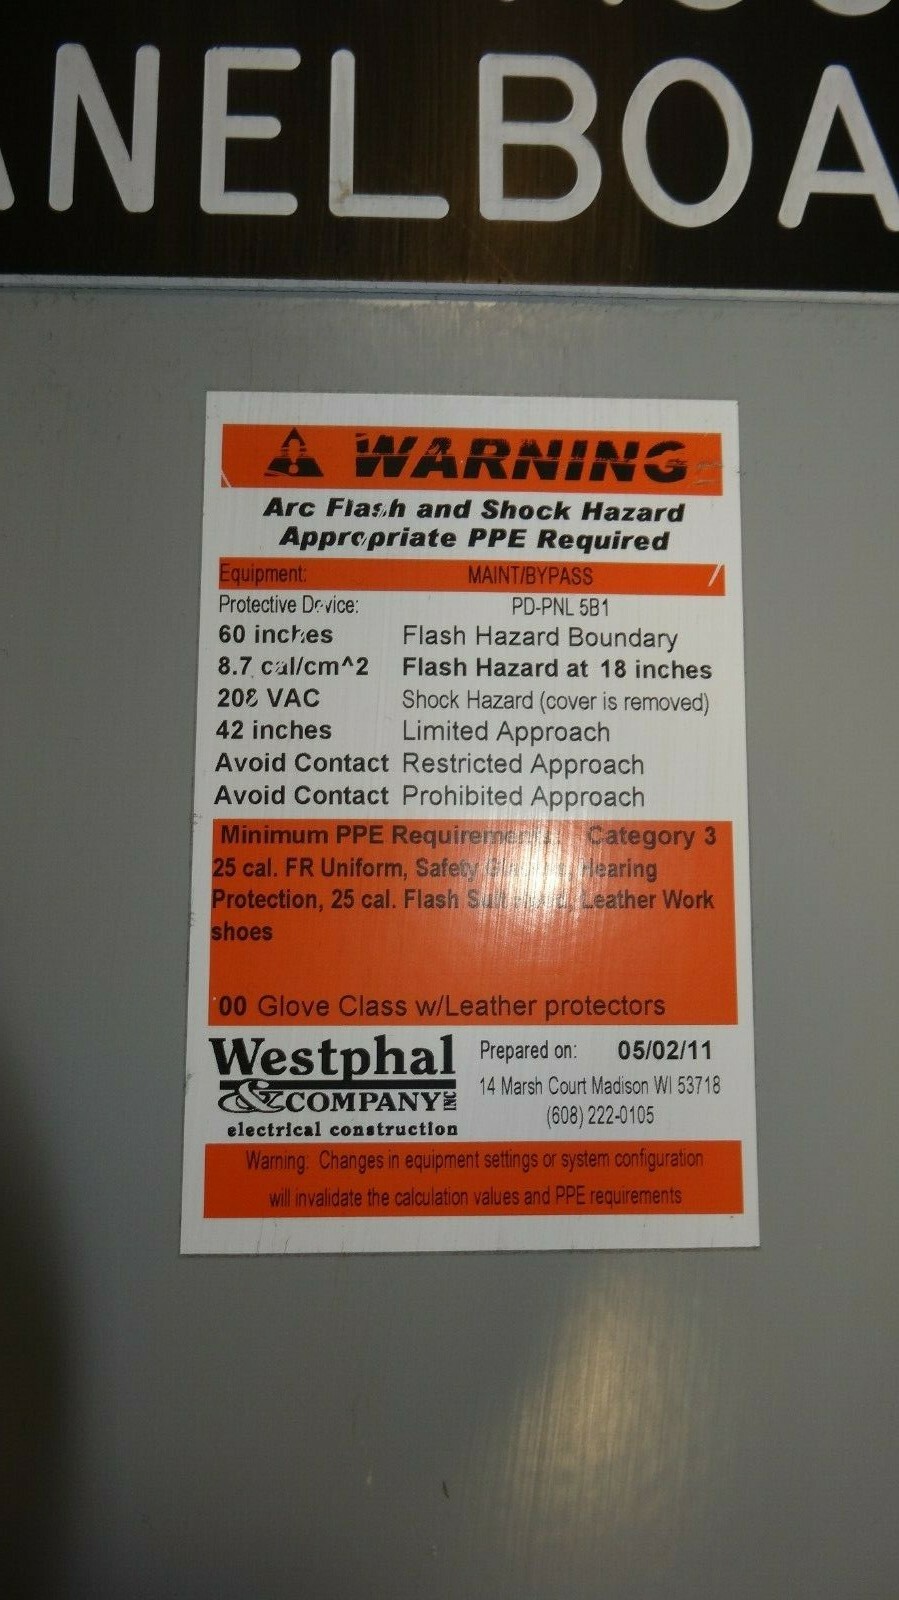 ANELBOA
WARNING
Arc Flash and Shock Hazard
Appropriate PPE Required
Equipment: MAINT/BYPASS
Protective Device: PD-PNL 5B1
60 inches Flash Hazard Boundary
8.7 cal/cm^2 Flash Hazard at 18 inches
208 VAC Shock Hazard (cover is removed)
42 inches Limited Approach
Avoid Contact Restricted Approach
Avoid Contact Prohibited Approach
Minimum PPE Requirements: Category 3
25 cal. FR Uniform, Safety Glasses, Hearing
Protection, 25 cal. Flash Suit Hood, Leather Work
shoes
00 Glove Class w/Leather protectors
Westphal
& COMPANY INC
electrical construction
Prepared on: 05/02/11
14 Marsh Court Madison WI 53718
(608) 222-0105
Warning: Changes in equipment settings or system configuration
will invalidate the calculation values and PPE requirements